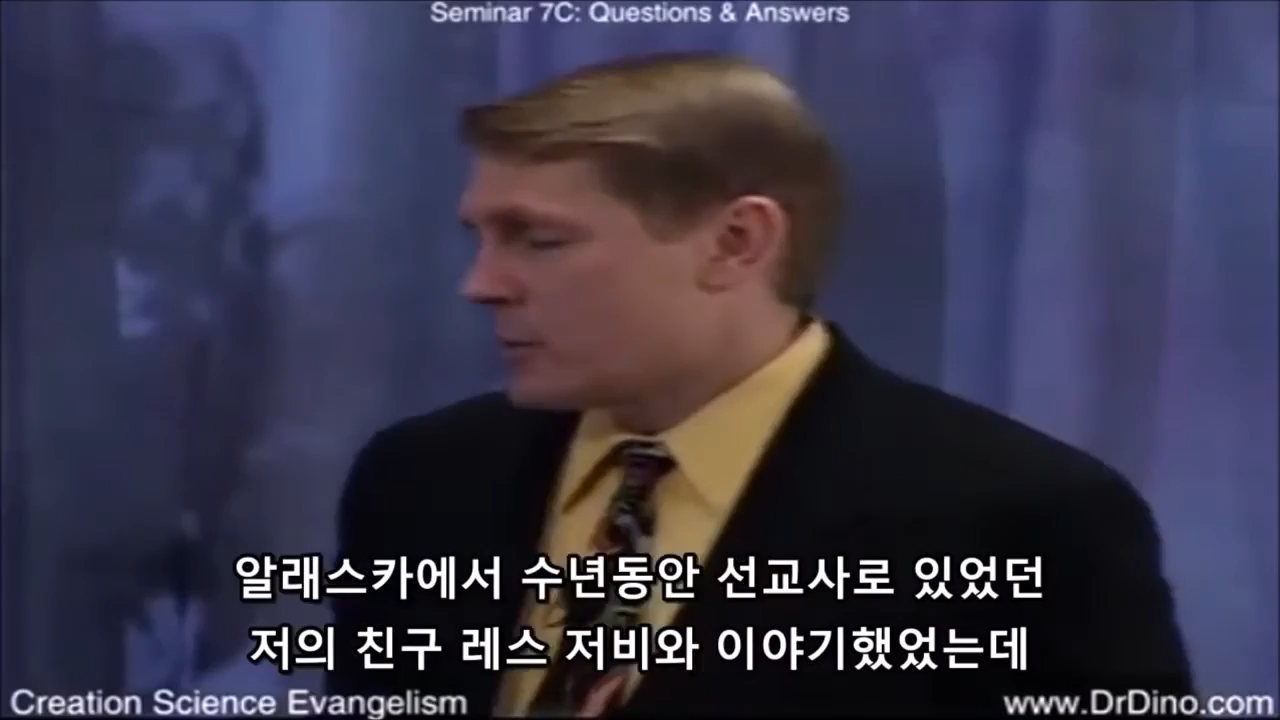 Seminar 7C: Questions & Answers
알래스카에서 수년동안 선교사로 있었던
저의 친구 레스 저비와 이야기했었는데
Creation Science Evangelism
www.DrDino.com